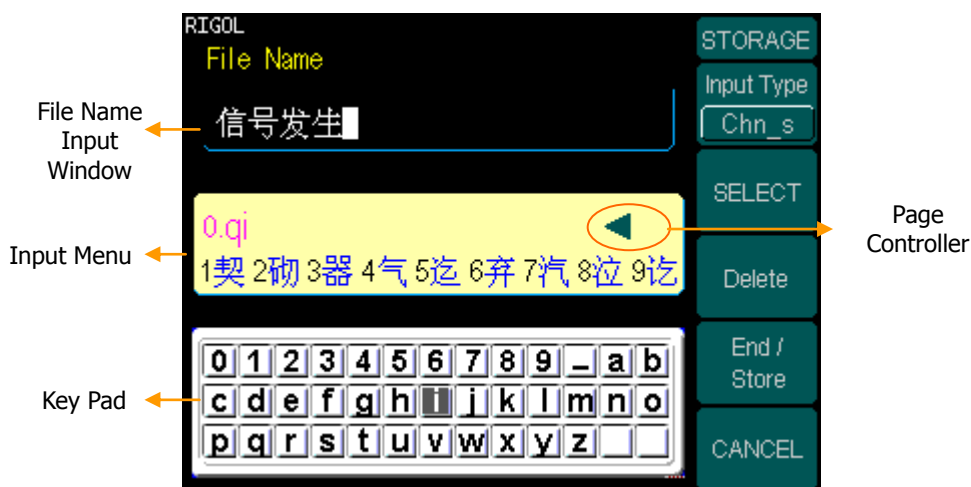 RIGOL
File Name
信号发生
0.qi
1契 2砌 3器 4气 5迄 6弃 7汽 8泣 9讫
0 1 2 3 4 5 6 7 8 9 _ a b
c d e f g h i j k l m n o
p q r s t u v w x y z
STORAGE
Input Type
Chn_s
SELECT
Delete
End /
Store
CANCEL
File Name
Input
Window
Input Menu
Key Pad
Page
Controller